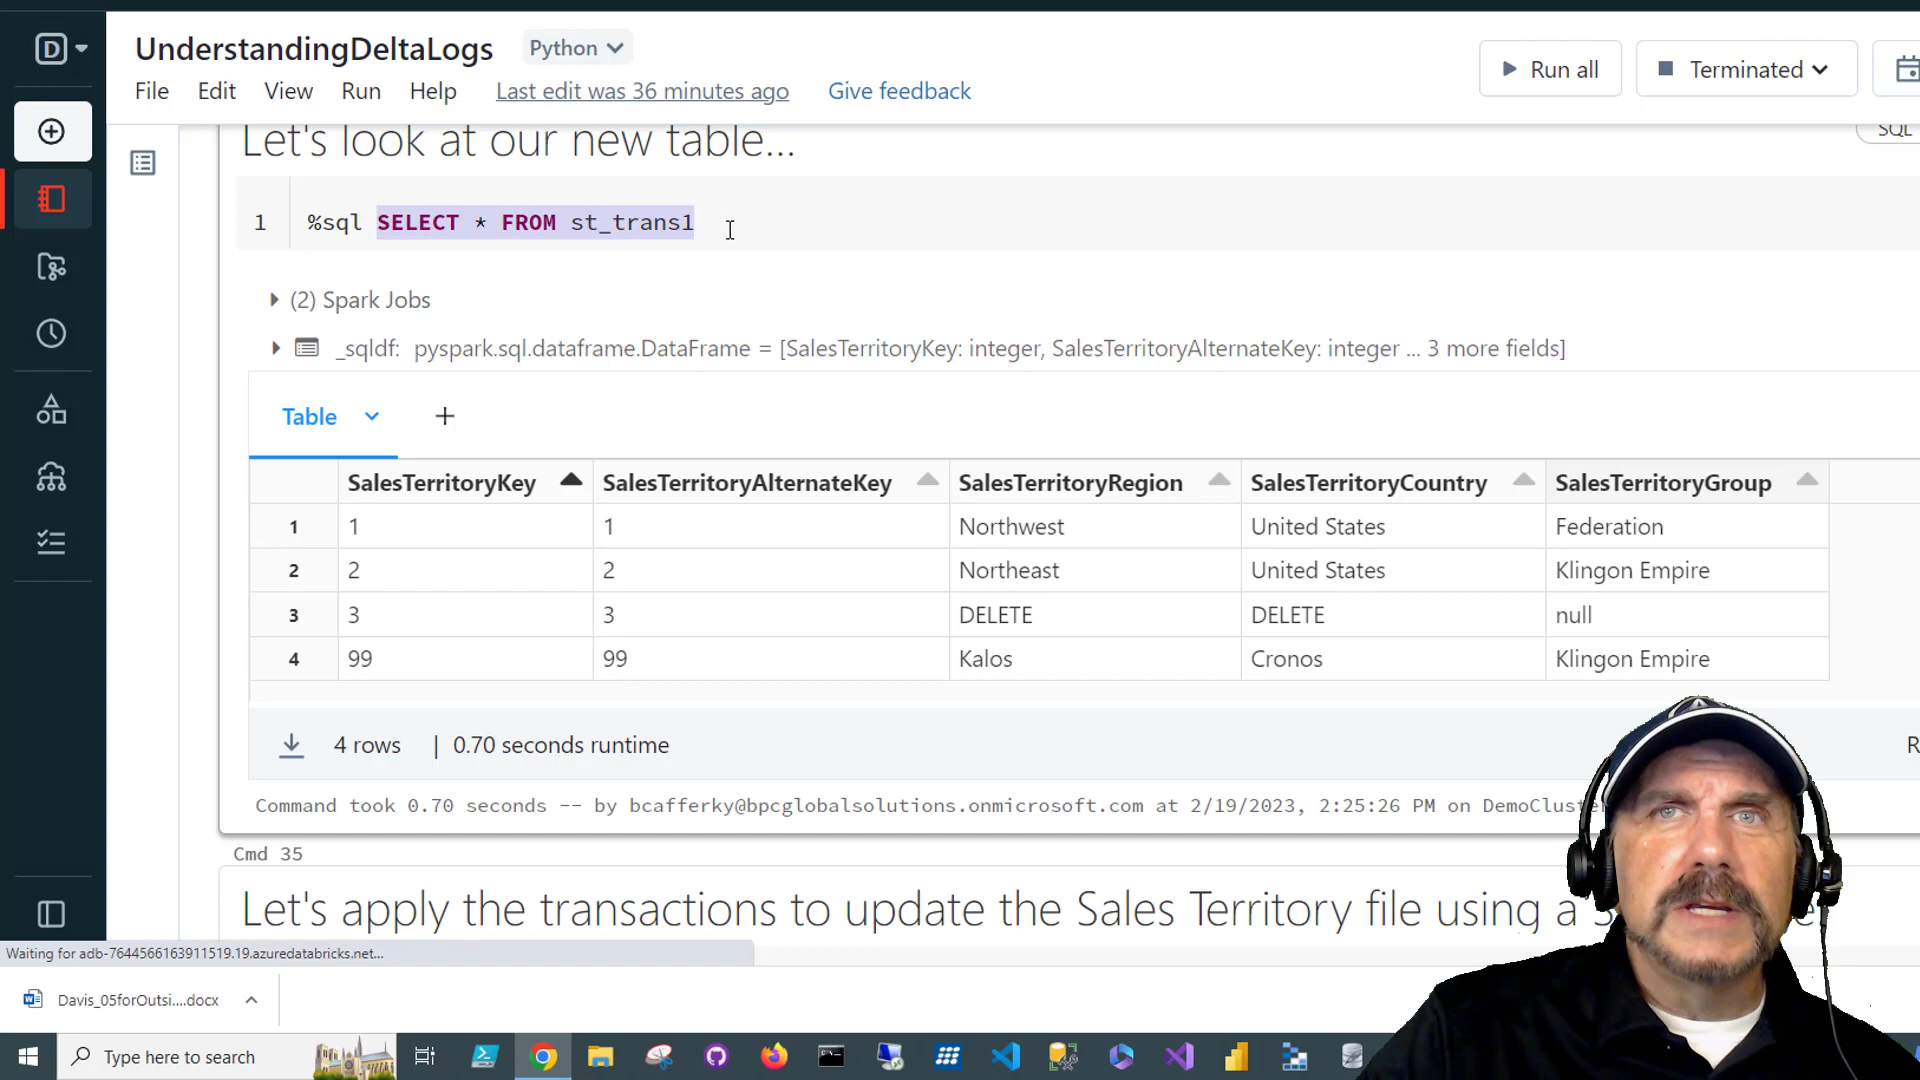 D
UnderstandingDeltaLogs
Python
File Edit View Run Help Last edit was 36 minutes ago Give feedback
Run all
Terminated
Let's look at our new table...
SQL
1 %sql SELECT * FROM st_trans1
(2) Spark Jobs
_sqldf: pyspark.sql.dataframe.DataFrame = [SalesTerritoryKey: integer, SalesTerritoryAlternateKey: integer ... 3 more fields]
Table +
SalesTerritoryKey SalesTerritoryAlternateKey SalesTerritoryRegion SalesTerritoryCountry SalesTerritoryGroup
1 1 1 Northwest United States Federation
2 2 2 Northeast United States Klingon Empire
3 3 3 DELETE DELETE null
4 99 99 Kalos Cronos Klingon Empire
4 rows | 0.70 seconds runtime
R
Command took 0.70 seconds -- by bcafferky@bpcglobalsolutions.onmicrosoft.com at 2/19/2023, 2:25:26 PM on DemoCluste
Cmd 35
Let's apply the transactions to update the Sales Territory file using a
Waiting for adb-7644566163911519.19.azuredatabricks.net...
Davis_05forOutsi....docx
Type here to search